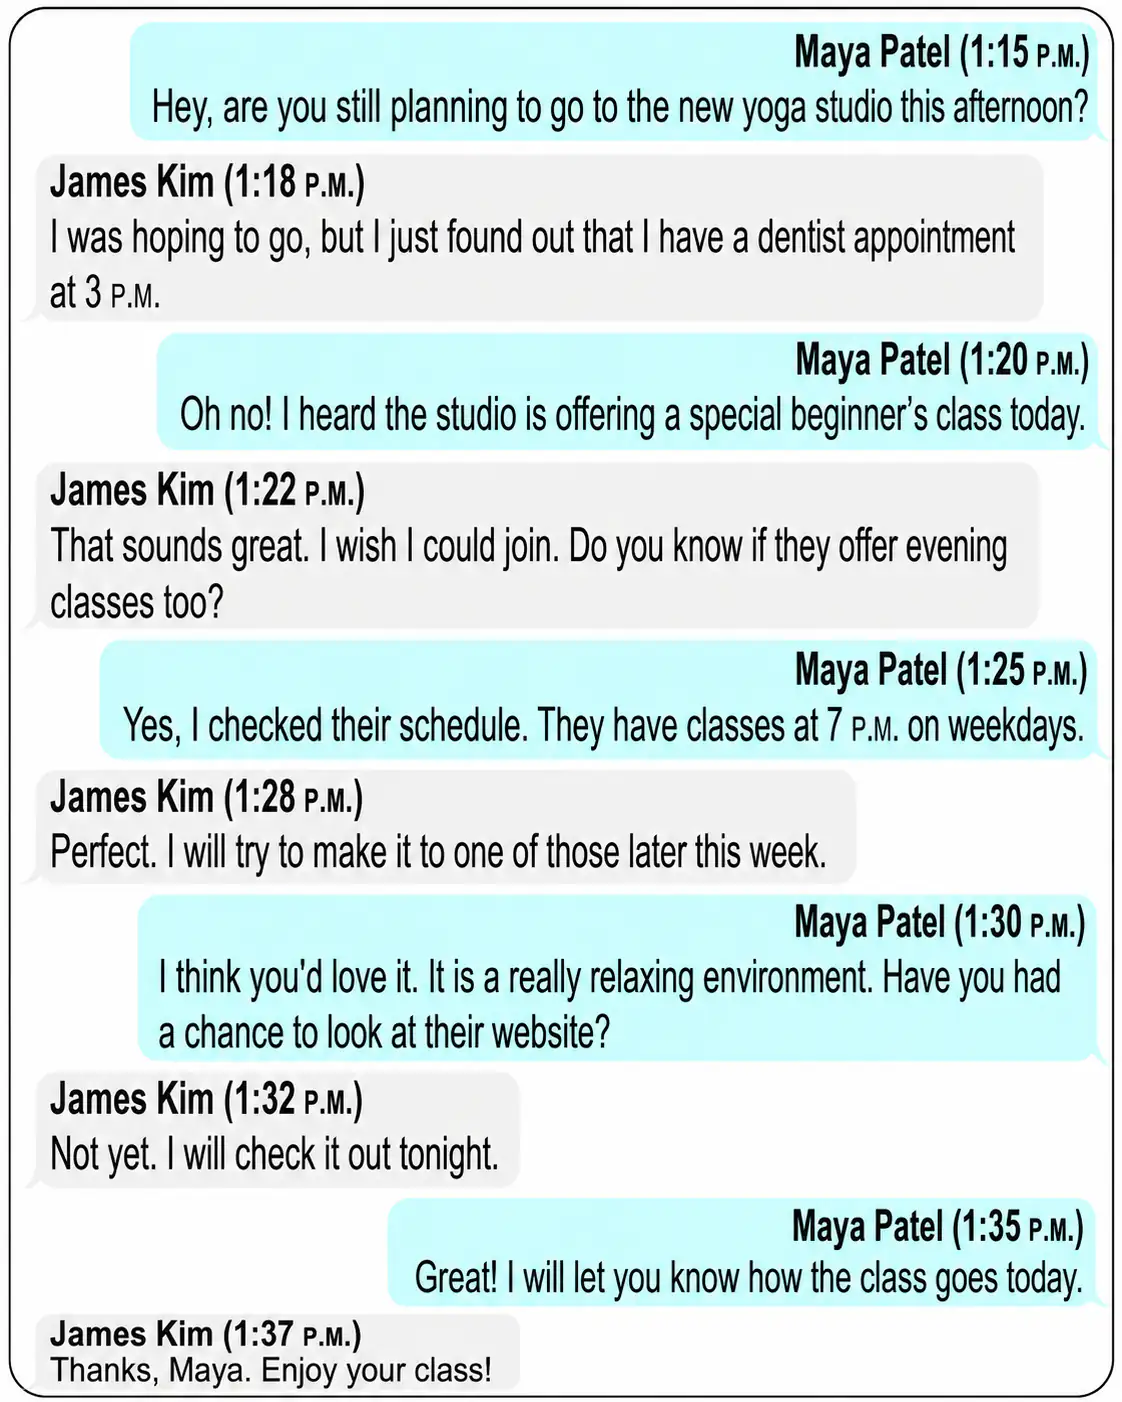 Maya Patel (1:15 P.M.)
Hey, are you still planning to go to the new yoga studio this afternoon?
James Kim (1:18 P.M.)
I was hoping to go, but I just found out that I have a dentist appointment
at 3 P.M.
Maya Patel (1:20 P.M.)
Oh no! I heard the studio is offering a special beginner’s class today.
James Kim (1:22 P.M.)
That sounds great. I wish I could join. Do you know if they offer evening
classes too?
Maya Patel (1:25 P.M.)
Yes, I checked their schedule. They have classes at 7 P.M. on weekdays.
James Kim (1:28 P.M.)
Perfect. I will try to make it to one of those later this week.
Maya Patel (1:30 P.M.)
I think you'd love it. It is a really relaxing environment. Have you had
a chance to look at their website?
James Kim (1:32 P.M.)
Not yet. I will check it out tonight.
Maya Patel (1:35 P.M.)
Great! I will let you know how the class goes today.
James Kim (1:37 P.M.)
Thanks, Maya. Enjoy your class!